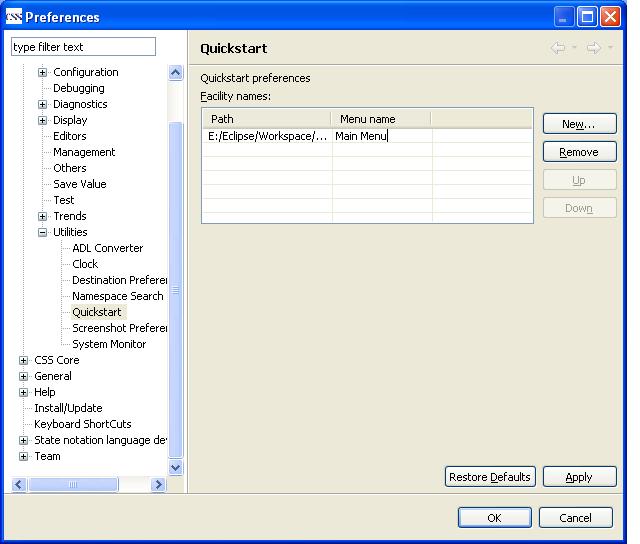 CSS Preferences
type filter text
Configuration
Debugging
Diagnostics
Display
Editors
Management
Others
Save Value
Test
Trends
Utilities
ADL Converter
Clock
Destination Preferen
Namespace Search
Quickstart
Screenshot Preferen
System Monitor
CSS Core
General
Help
Install/Update
Keyboard ShortCuts
State notation language de
Team
Quickstart
Quickstart preferences
Facility names:
Path Menu name
E:/Eclipse/Workspace/... Main Menu
New...
Remove
Up
Down
Restore Defaults Apply
OK Cancel